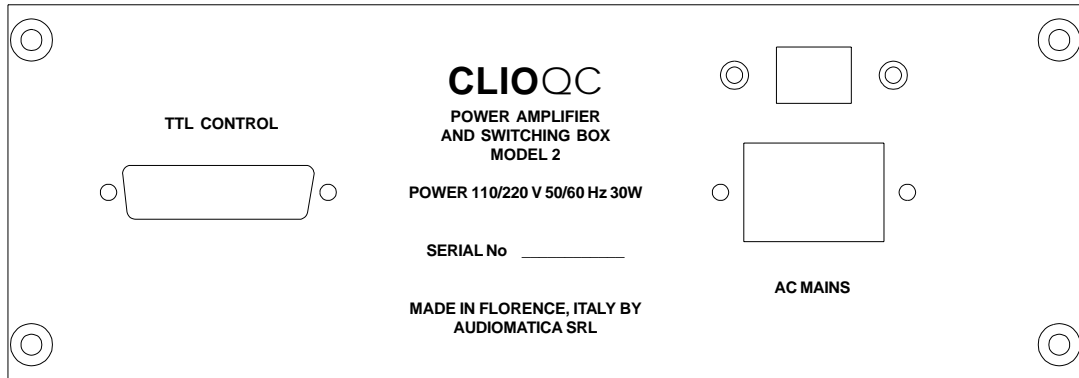 TTL CONTROL
CLIOQC
POWER AMPLIFIER
AND SWITCHING BOX
MODEL 2
POWER 110/220 V 50/60 Hz 30W
SERIAL No ____________
MADE IN FLORENCE, ITALY BY
AUDIOMATICA SRL
AC MAINS